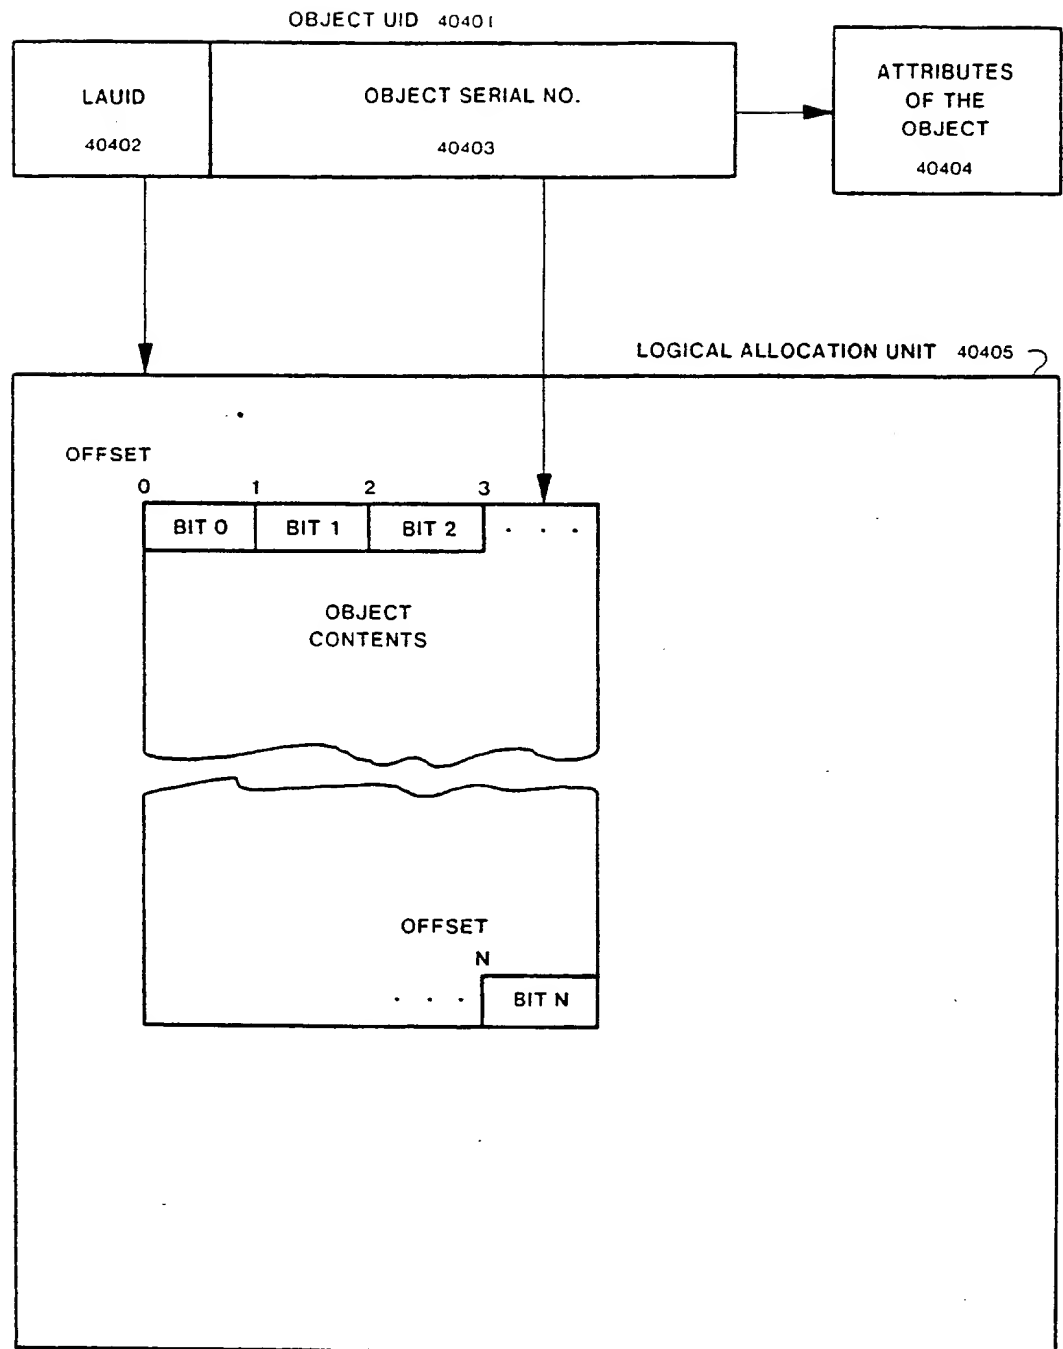 OBJECT UID 40401
LAUID
40402
OBJECT SERIAL NO.
40403
ATTRIBUTES
OF THE
OBJECT
40404
LOGICAL ALLOCATION UNIT 40405
OFFSET
0 1 2 3
BIT 0 BIT 1 BIT 2 . . .
OBJECT
CONTENTS
OFFSET
N
. . . BIT N